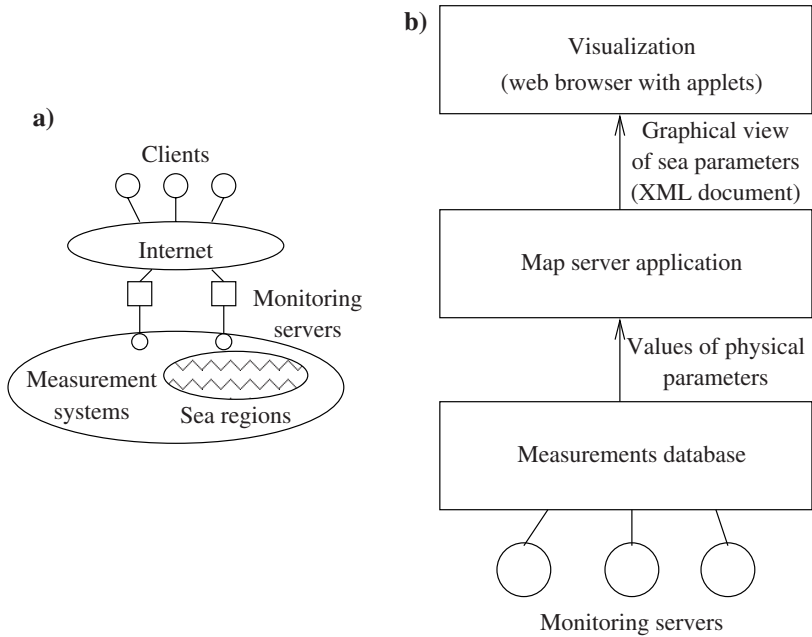 a)
Clients
Internet
Monitoring
servers
Measurement
systems
Sea regions
b)
Visualization
(web browser with applets)
Graphical view
of sea parameters
(XML document)
Map server application
Values of physical
parameters
Measurements database
Monitoring servers